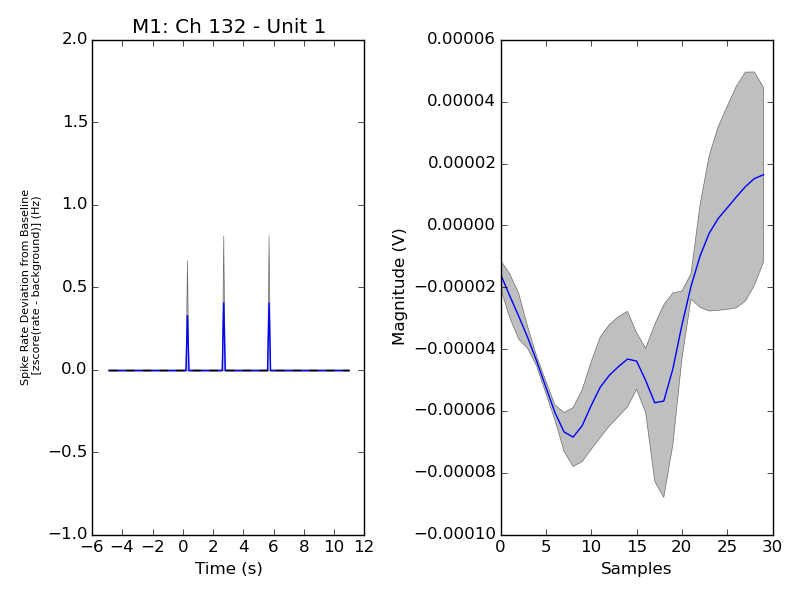 M1: Ch 132 - Unit 1
2.0
1.5
1.0
0.5
0.0
−0.5
−1.0
−6 −4 −2 0 2 4 6 8 10 12
Time (s)
Spike Rate Deviation from Baseline
[zscore(rate - background)] (Hz)
0.00006
0.00004
0.00002
0.00000
−0.00002
−0.00004
−0.00006
−0.00008
−0.00010
0 5 10 15 20 25 30
Samples
Magnitude (V)